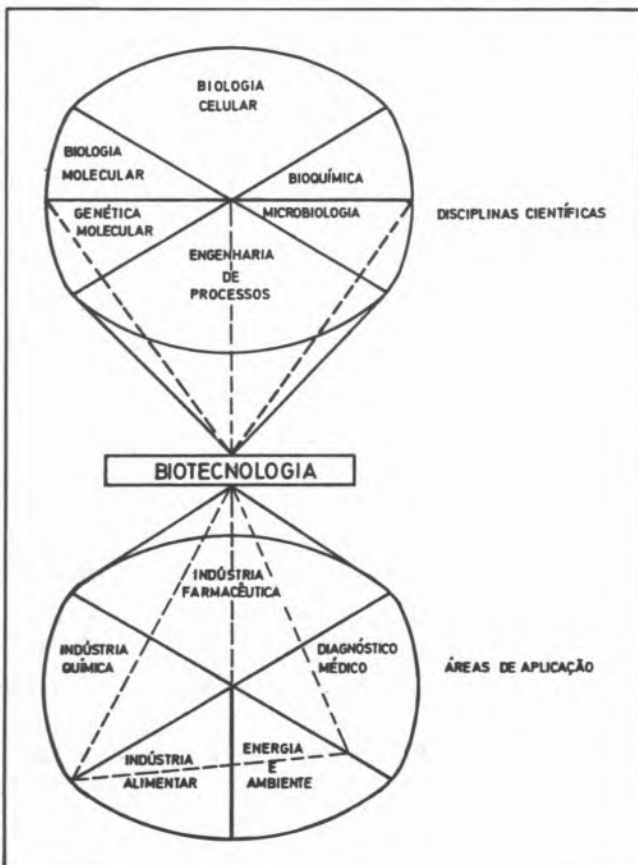 BIOLOGIA
CELULAR
BIOLOGIA
MOLECULAR
BIOQUÍMICA
GENÉTICA
MOLECULAR
MICROBIOLOGIA
DISCIPLINAS CIENTÍFICAS
ENGENHARIA
DE
PROCESSOS
BIOTECNOLOGIA
INDÚSTRIA
FARMACÊUTICA
INDÚSTRIA
QUÍMICA
DIAGNÓSTICO
MÉDICO
ÁREAS DE APLICAÇÃO
INDÚSTRIA
ALIMENTAR
ENERGIA
E
AMBIENTE